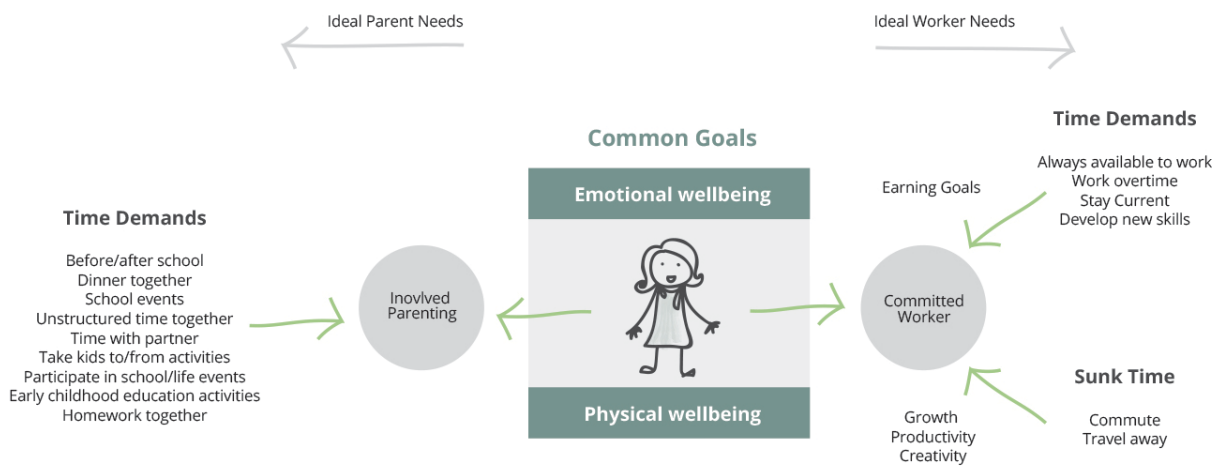 Ideal Parent Needs
Ideal Worker Needs
Time Demands
Before/after school
Dinner together
School events
Unstructured time together
Time with partner
Take kids to/from activities
Participate in school/life events
Early childhood education activities
Homework together
Inovlved
Parenting
Common Goals
Emotional wellbeing
Physical wellbeing
Earning Goals
Committed
Worker
Growth
Productivity
Creativity
Time Demands
Always available to work
Work overtime
Stay Current
Develop new skills
Sunk Time
Commute
Travel away